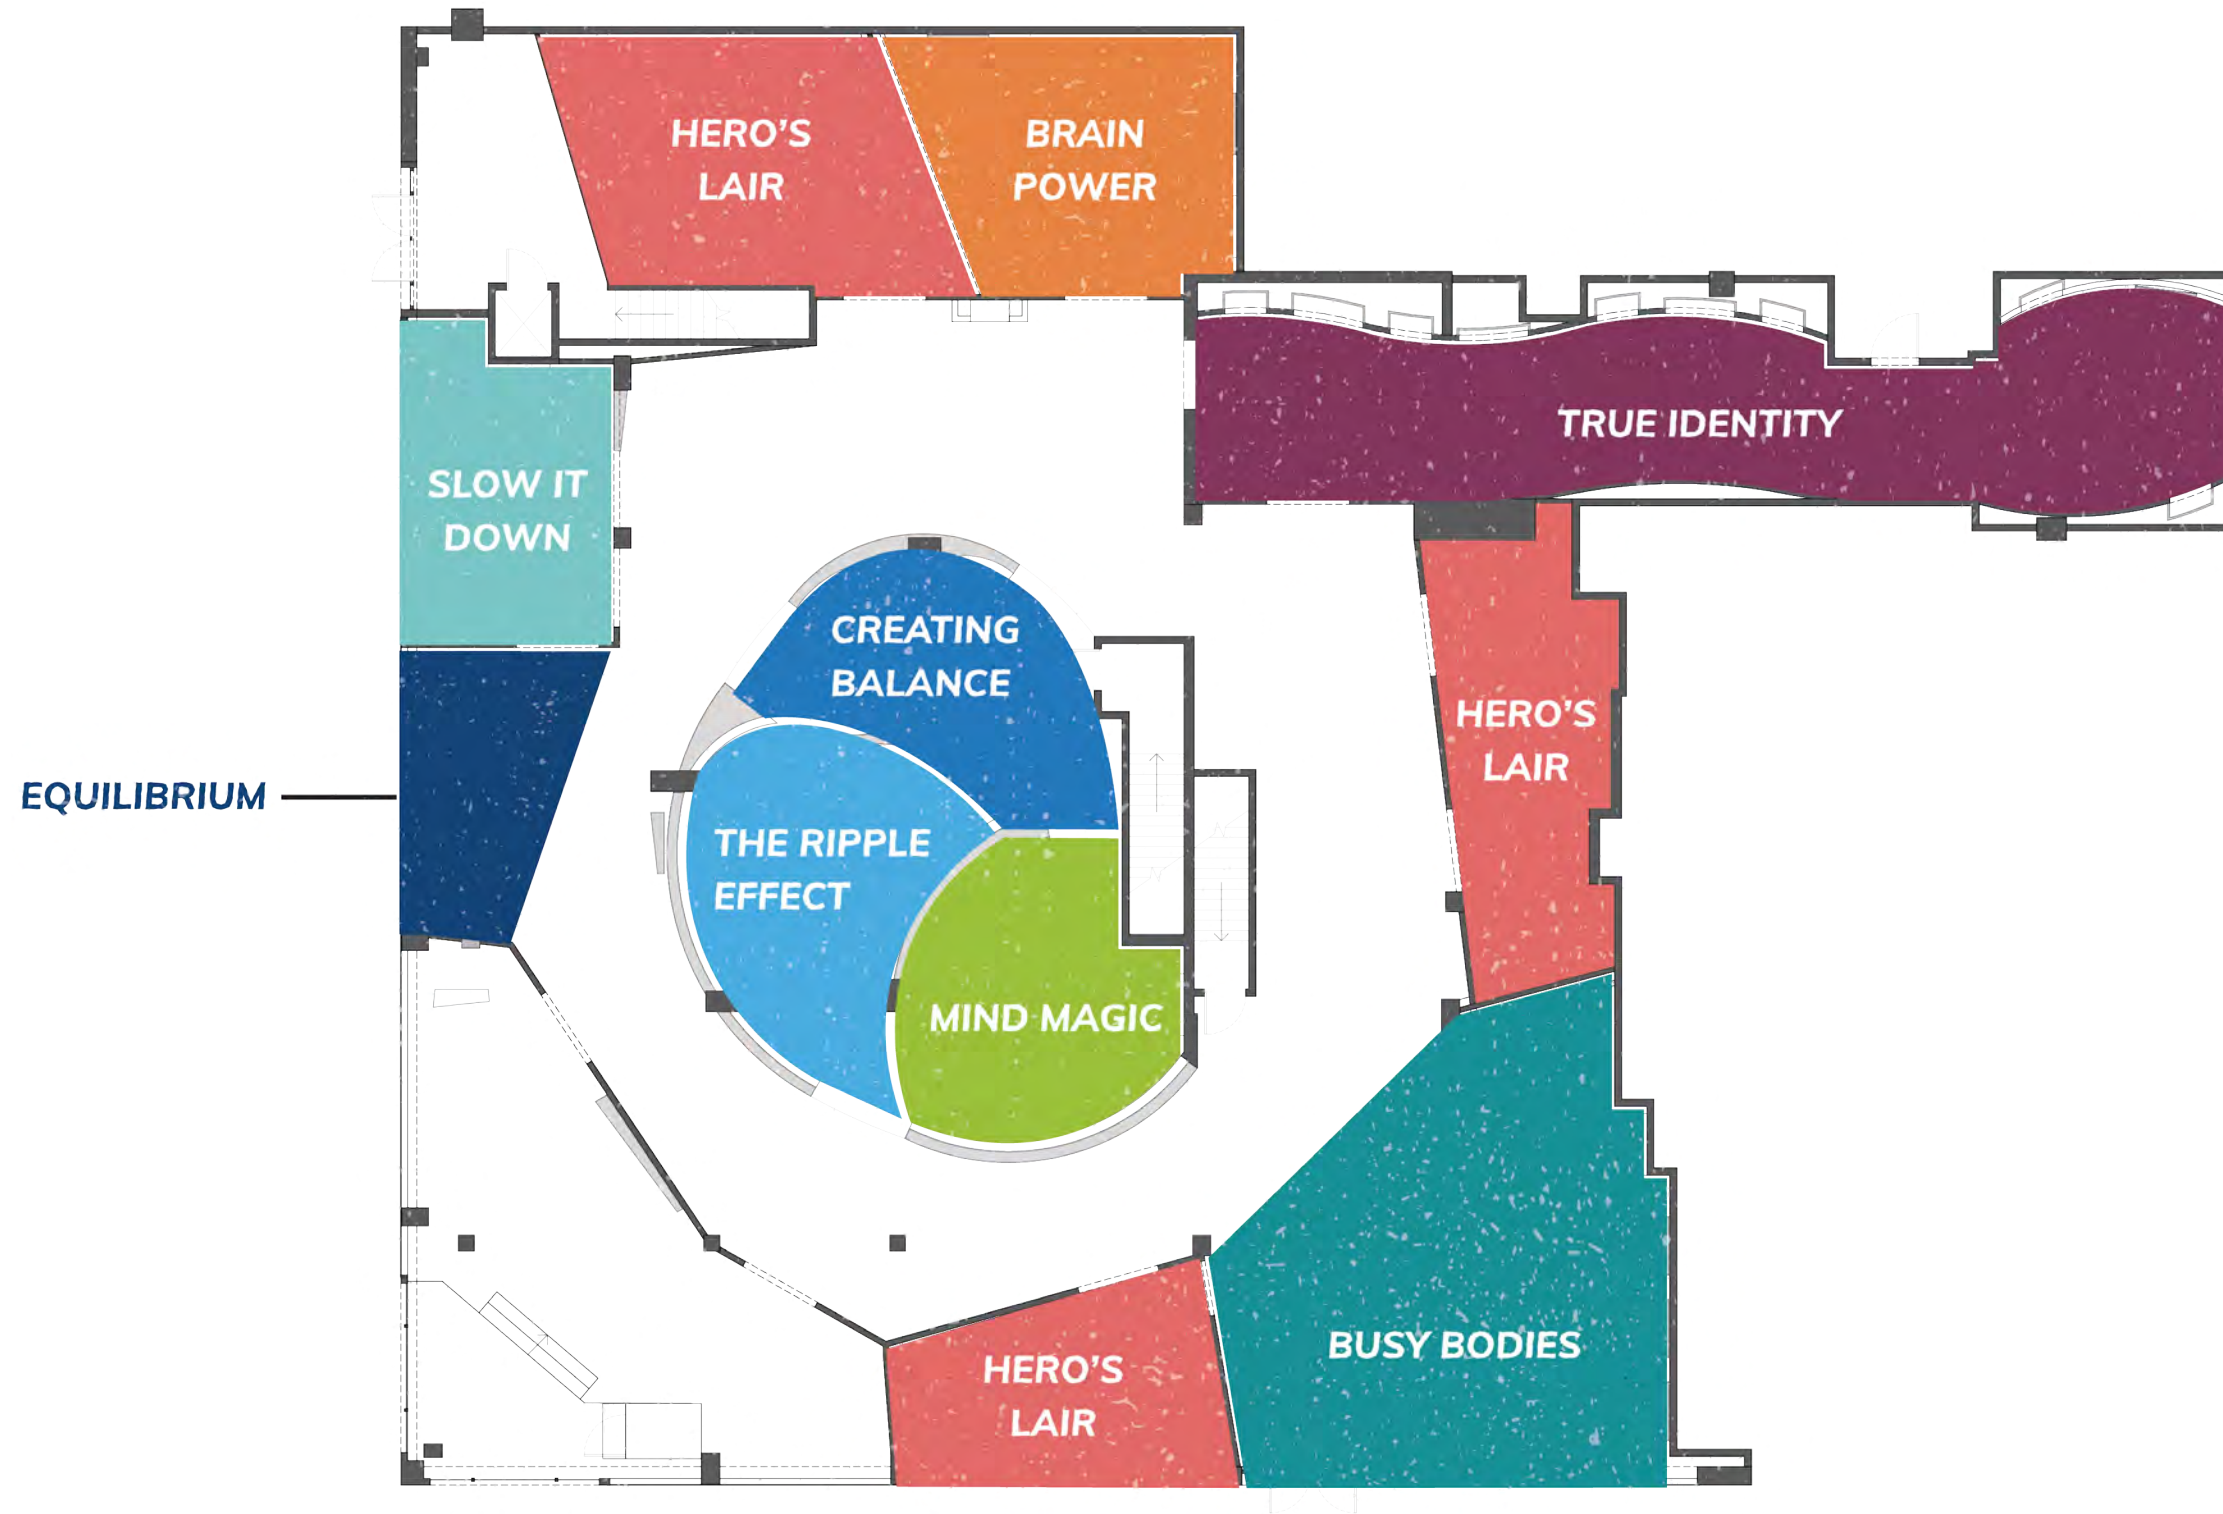 HERO'S
LAIR
BRAIN
POWER
TRUE IDENTITY
SLOW IT
DOWN
CREATING
BALANCE
HERO'S
LAIR
EQUILIBRIUM
THE RIPPLE
EFFECT
MIND MAGIC
BUSY BODIES
HERO'S
LAIR